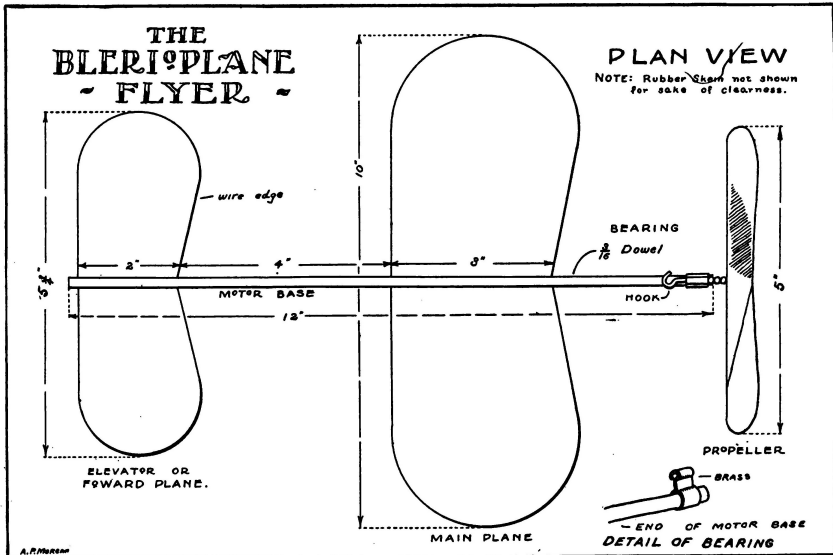 THE
BLERIOPLANE
~ FLYER ~
PLAN VIEW
NOTE: Rubber Skein not shown
for sake of clearness.
10"
wire edge
BEARING
3/16 Dowel
2"
4"
3"
MOTOR BASE
HOOK
12"
5"
PROPELLER
ELEVATOR OR
FOWARD PLANE.
BRASS
END OF MOTOR BASE
MAIN PLANE
DETAIL OF BEARING
A.P. MORGAN